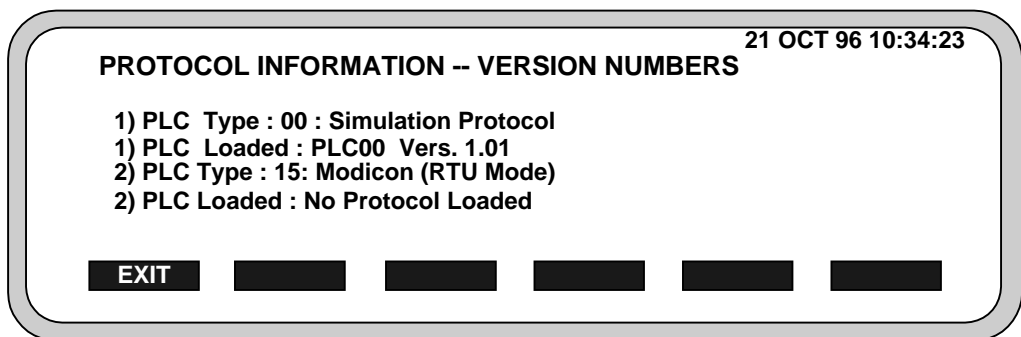 21 OCT 96 10:34:23
PROTOCOL INFORMATION -- VERSION NUMBERS
1) PLC Type : 00 : Simulation Protocol
1) PLC Loaded : PLC00 Vers. 1.01
2) PLC Type : 15: Modicon (RTU Mode)
2) PLC Loaded : No Protocol Loaded
EXIT